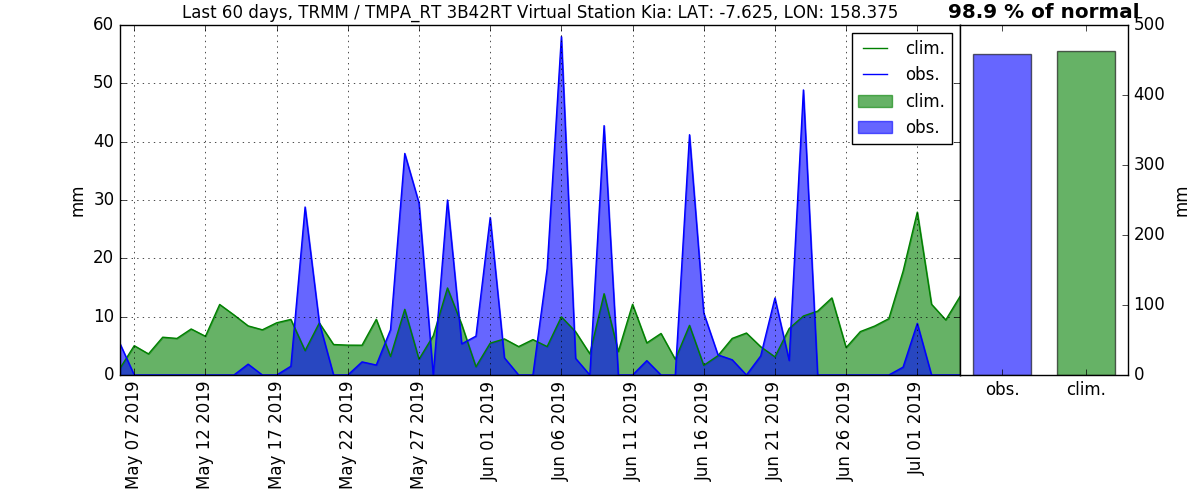 Last 60 days, TRMM / TMPA_RT 3B42RT Virtual Station Kia: LAT: -7.625, LON: 158.375
98.9 % of normal
60
50
40
30
20
10
0
mm
clim.
obs.
clim.
obs.
500
400
300
200
100
0
mm
May 07 2019
May 12 2019
May 17 2019
May 22 2019
May 27 2019
Jun 01 2019
Jun 06 2019
Jun 11 2019
Jun 16 2019
Jun 21 2019
Jun 26 2019
Jul 01 2019
obs.
clim.